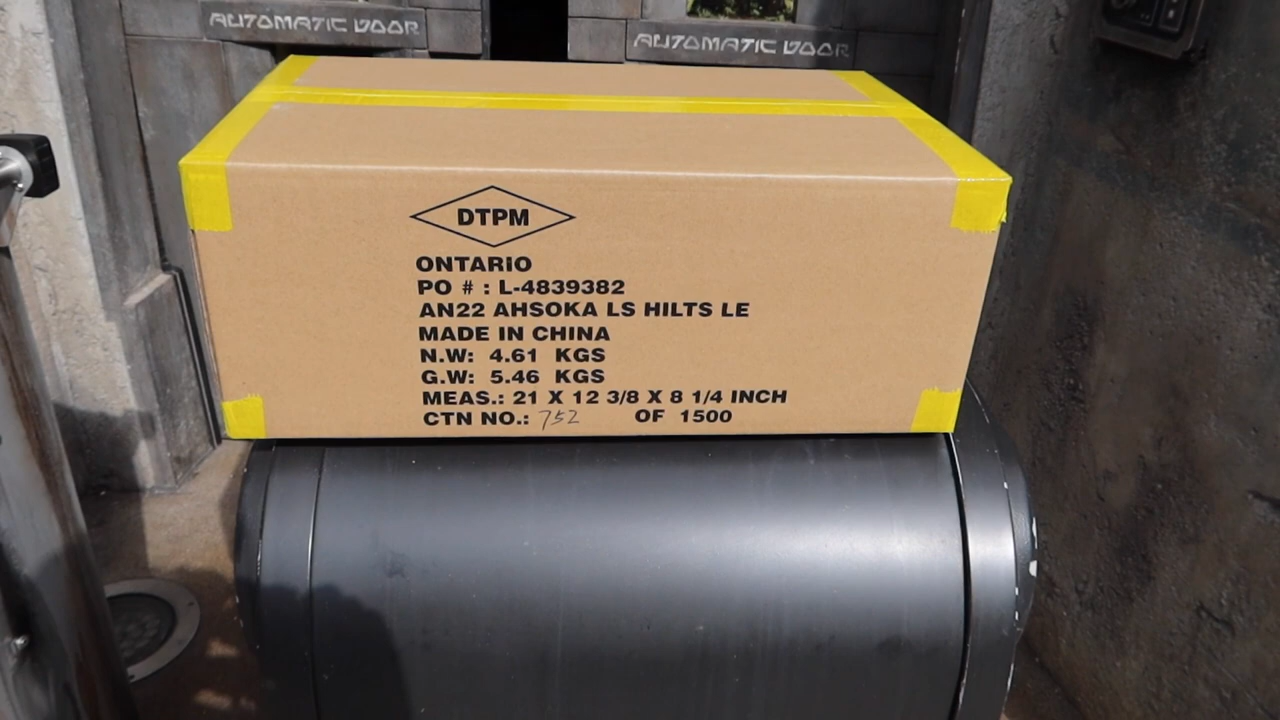 AUTOMATIC DOOR
AUTOMATIC DOOR
DTPM
ONTARIO
PO # : L-4839382
AN22 AHSOKA LS HILTS LE
MADE IN CHINA
N.W: 4.61 KGS
G.W: 5.46 KGS
MEAS.: 21 X 12 3/8 X 8 1/4 INCH
CTN NO.: 752 OF 1500